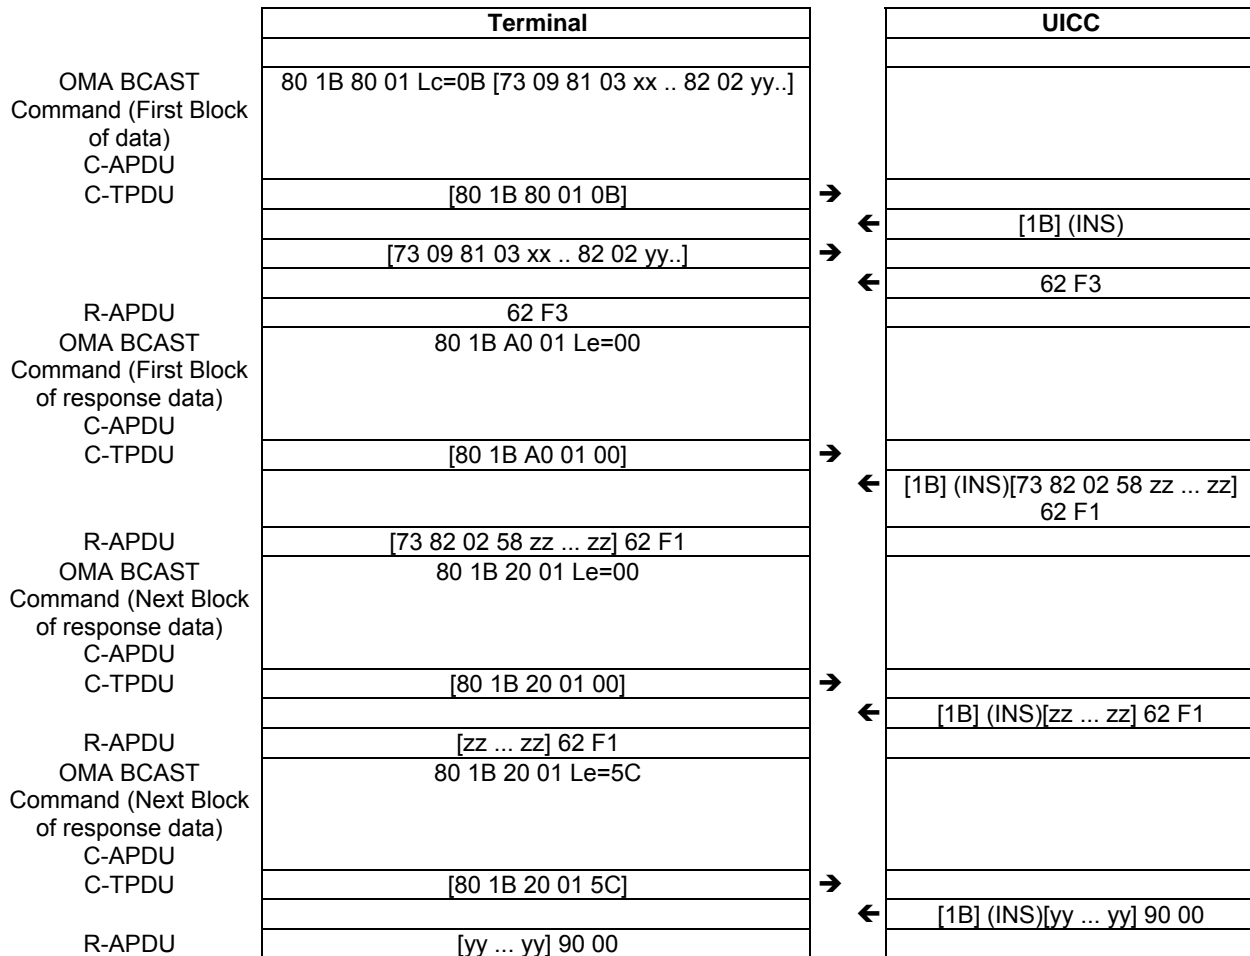 Terminal UICC
OMA BCAST 80 1B 80 01 Lc=0B [73 09 81 03 xx .. 82 02 yy..]
Command (First Block
of data)
C-APDU
C-TPDU [80 1B 80 01 0B] ➔
🡸 [1B] (INS)
[73 09 81 03 xx .. 82 02 yy..] ➔
🡸 62 F3
R-APDU 62 F3
OMA BCAST 80 1B A0 01 Le=00
Command (First Block
of response data)
C-APDU
C-TPDU [80 1B A0 01 00] ➔
🡸 [1B] (INS)[73 82 02 58 zz ... zz]
62 F1
R-APDU [73 82 02 58 zz ... zz] 62 F1
OMA BCAST 80 1B 20 01 Le=00
Command (Next Block
of response data)
C-APDU
C-TPDU [80 1B 20 01 00] ➔
🡸 [1B] (INS)[zz ... zz] 62 F1
R-APDU [zz ... zz] 62 F1
OMA BCAST 80 1B 20 01 Le=5C
Command (Next Block
of response data)
C-APDU
C-TPDU [80 1B 20 01 5C] ➔
🡸 [1B] (INS)[yy ... yy] 90 00
R-APDU [yy ... yy] 90 00